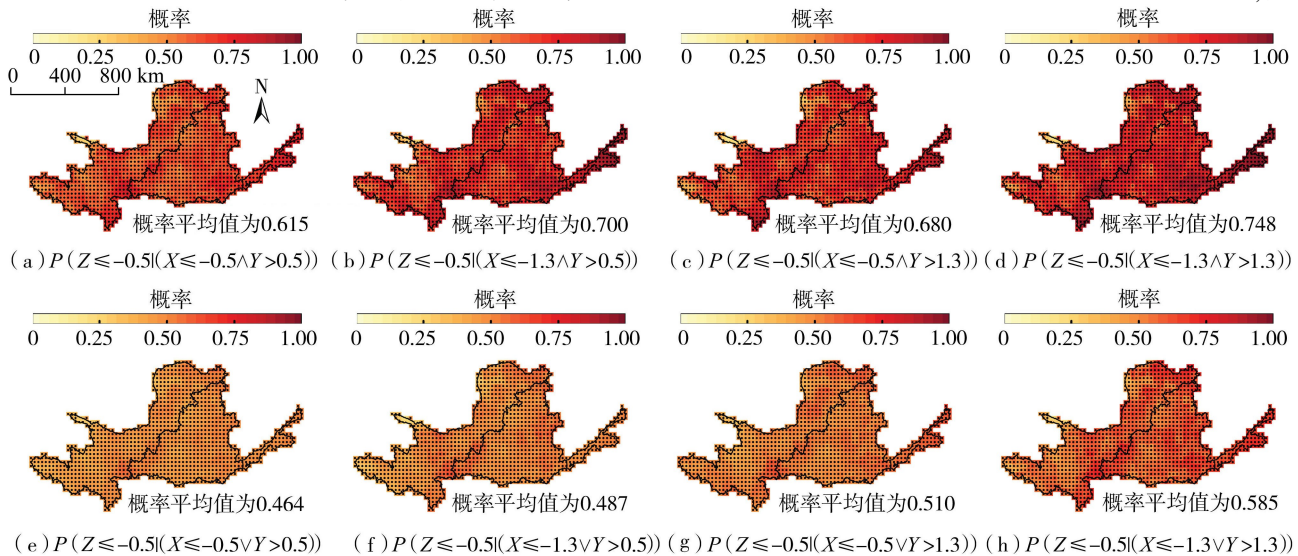 概率 概率 概率 概率
0 0.25 0.50 0.75 1.00 0 0.25 0.50 0.75 1.00 0 0.25 0.50 0.75 1.00 0 0.25 0.50 0.75 1.00
0 400 800 km
N
概率平均值为0.615 概率平均值为0.700 概率平均值为0.680 概率平均值为0.748
(a)P(Z≤-0.5|(X≤-0.5∧Y>0.5)) (b)P(Z≤-0.5|(X≤-1.3∧Y>0.5)) (c)P(Z≤-0.5|(X≤-0.5∧Y>1.3)) (d)P(Z≤-0.5|(X≤-1.3∧Y>1.3))
概率 概率 概率 概率
0 0.25 0.50 0.75 1.00 0 0.25 0.50 0.75 1.00 0 0.25 0.50 0.75 1.00 0 0.25 0.50 0.75 1.00
概率平均值为0.464 概率平均值为0.487 概率平均值为0.510 概率平均值为0.585
(e)P(Z≤-0.5|(X≤-0.5∨Y>0.5)) (f)P(Z≤-0.5|(X≤-1.3∨Y>0.5)) (g)P(Z≤-0.5|(X≤-0.5∨Y>1.3)) (h)P(Z≤-0.5|(X≤-1.3∨Y>1.3))